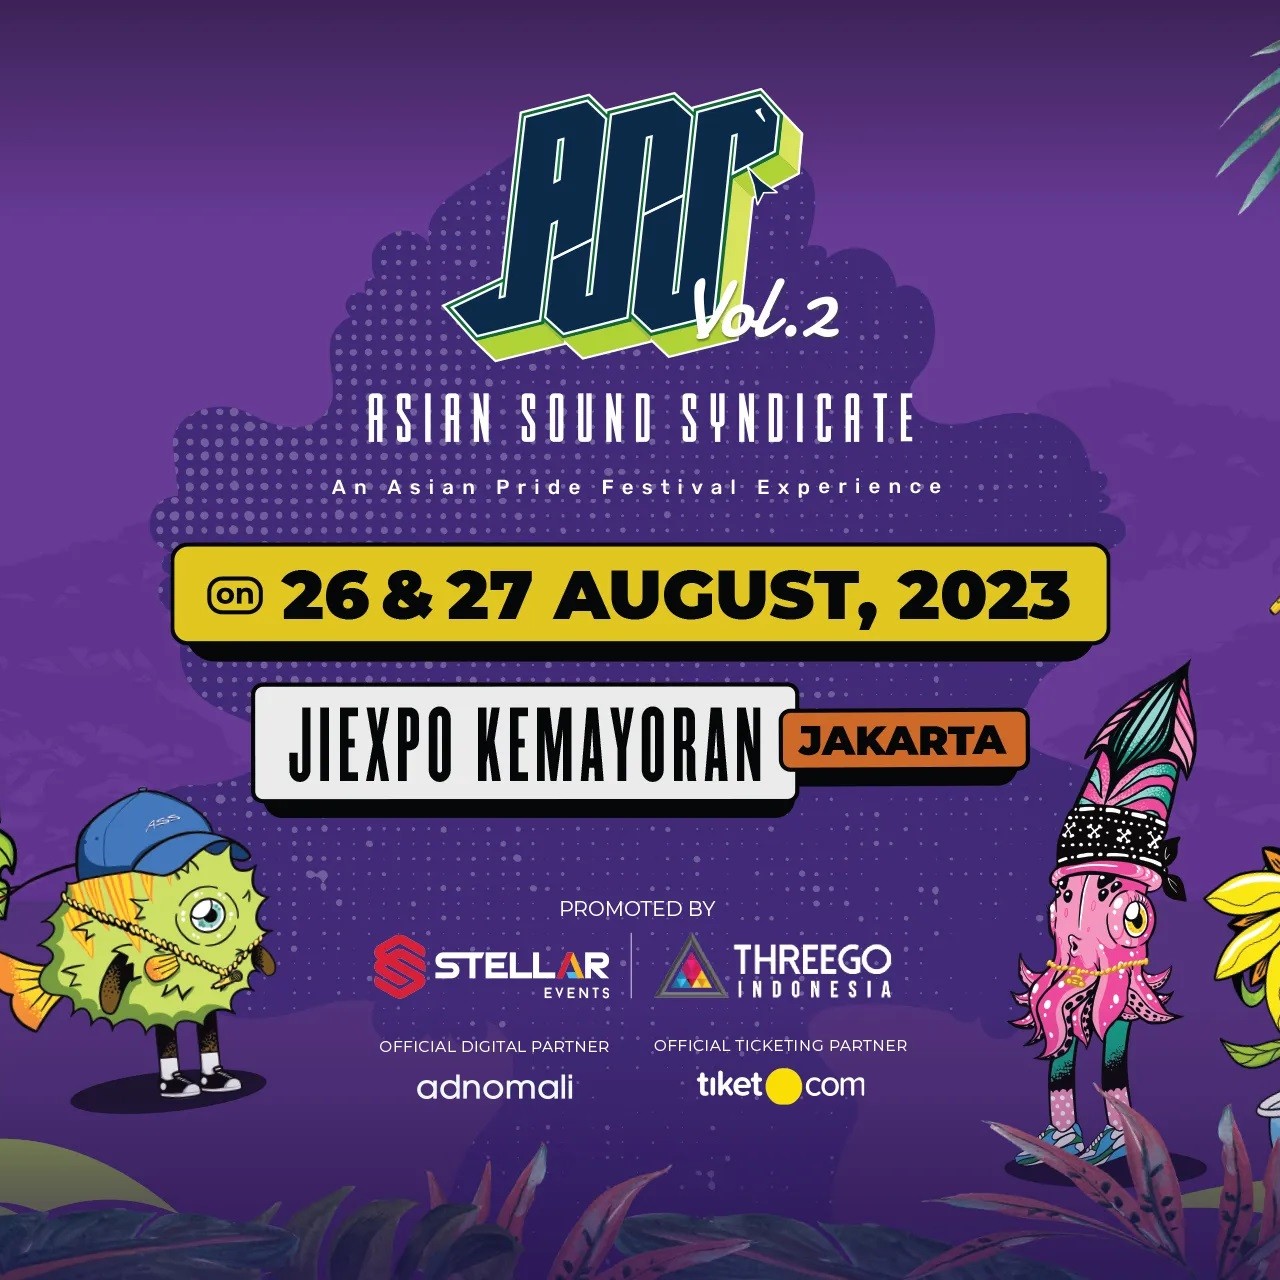 ASS
Vol.2
ASIAN SOUND SYNDICATE
An Asian Pride Festival Experience
on 26 & 27 AUGUST, 2023
JIEXPO KEMAYORAN JAKARTA
ASS
PROMOTED BY
STELLAR EVENTS
THREEGO INDONESIA
OFFICIAL DIGITAL PARTNER
adnomali
OFFICIAL TICKETING PARTNER
tiket.com